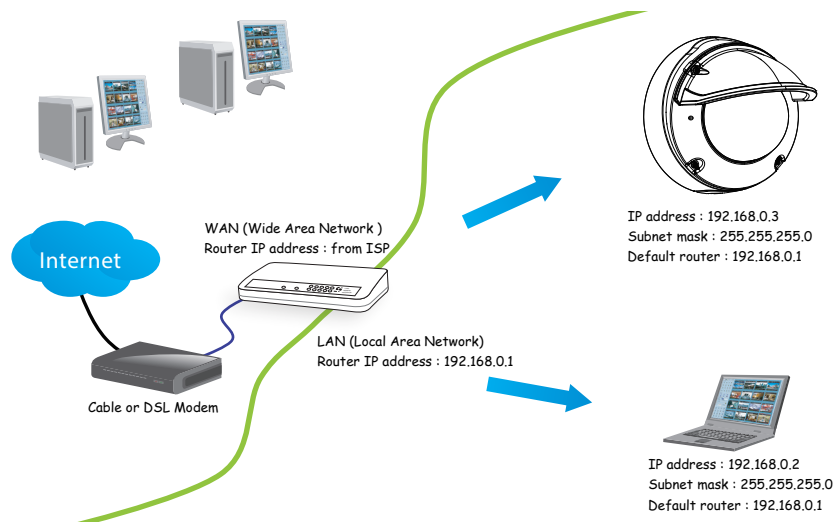 Internet
WAN (Wide Area Network )
Router IP address : from ISP
LAN (Local Area Network)
Router IP address : 192.168.0.1
Cable or DSL Modem
IP address : 192.168.0.3
Subnet mask : 255.255.255.0
Default router : 192.168.0.1
IP address : 192.168.0.2
Subnet mask : 255.255.255.0
Default router : 192.168.0.1